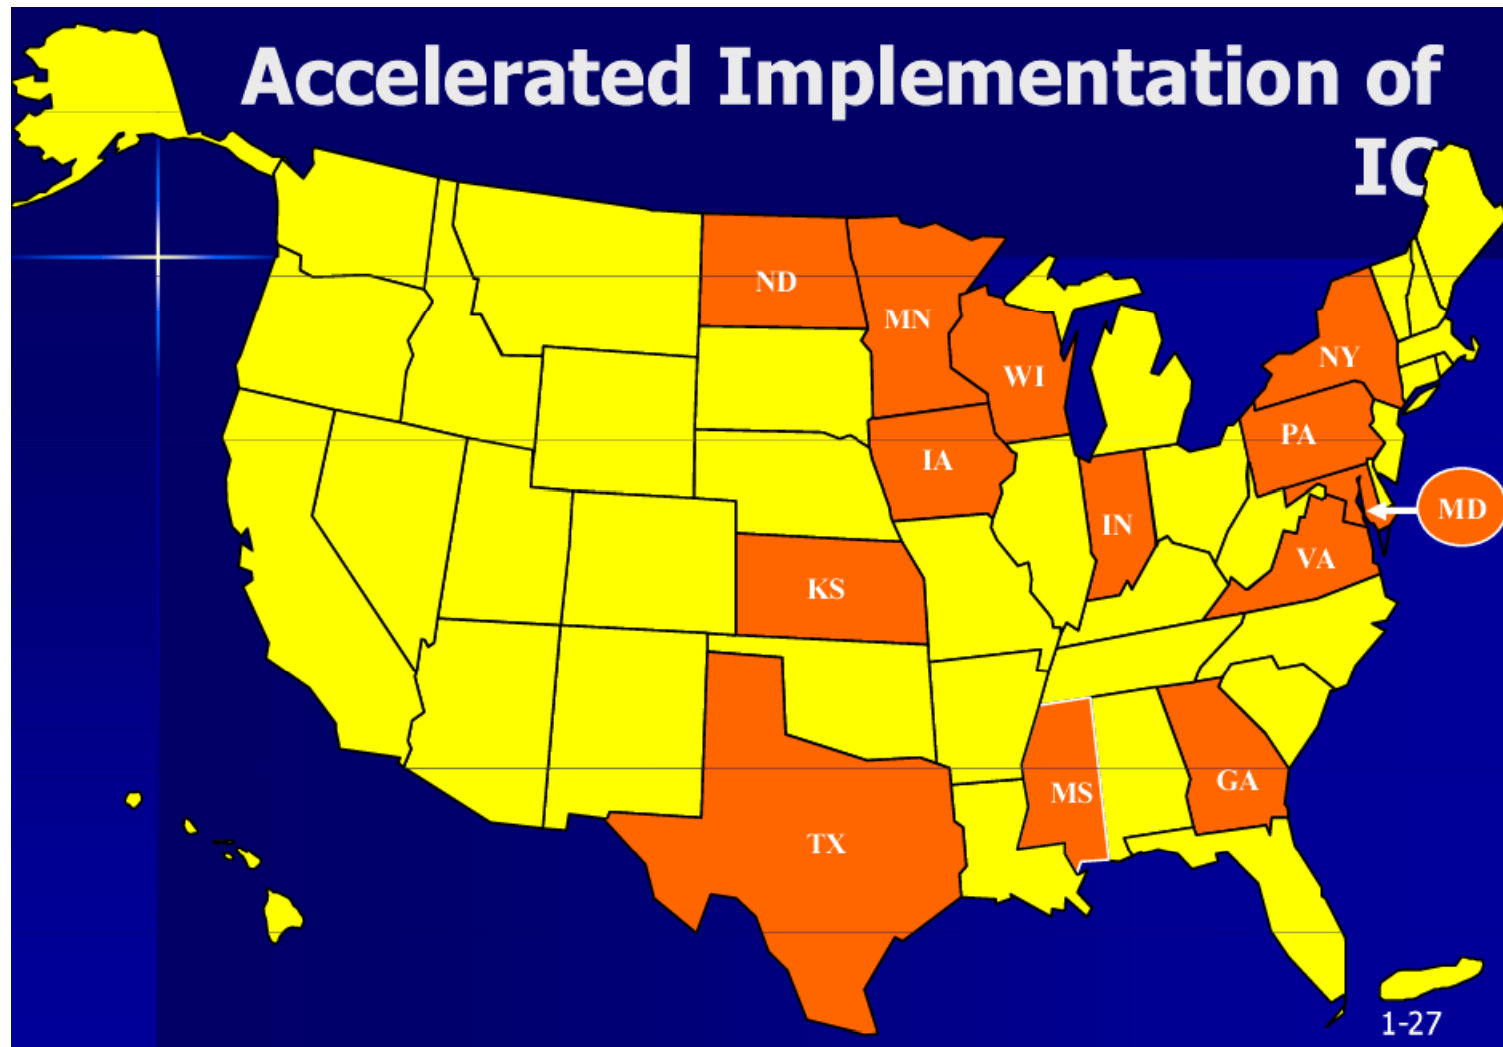 Accelerated Implementation of
IC
ND
MN
WI
NY
PA
IA
MD
IN
VA
KS
MS
GA
TX
1-27